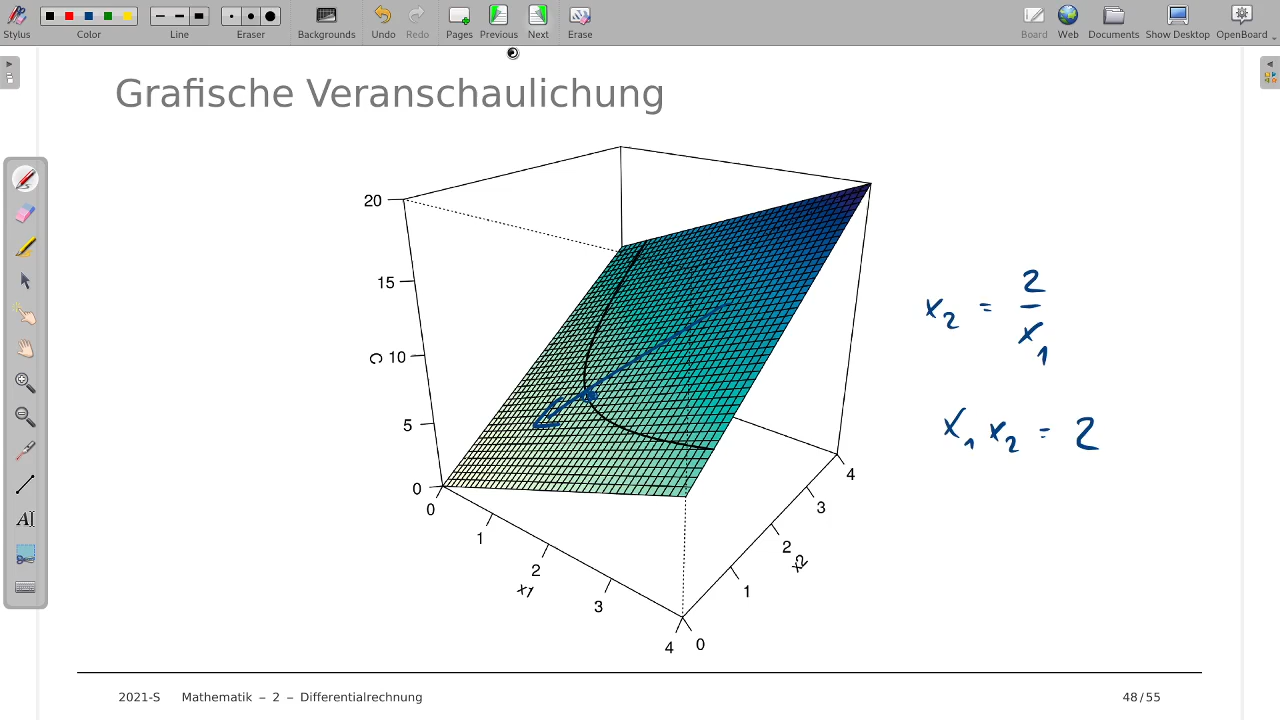 Stylus
Color
Line
Eraser
Backgrounds
Undo
Redo
Pages
Previous
Next
Erase
Board
Web
Documents
Show Desktop
OpenBoard
Grafische Veranschaulichung
20
15
10
5
0
C
0
1
2
3
4
x1
0
1
2
3
4
x2
x₂ = 2/x₁
x₁ x₂ = 2
2021-S Mathematik – 2 – Differentialrechnung
48/55